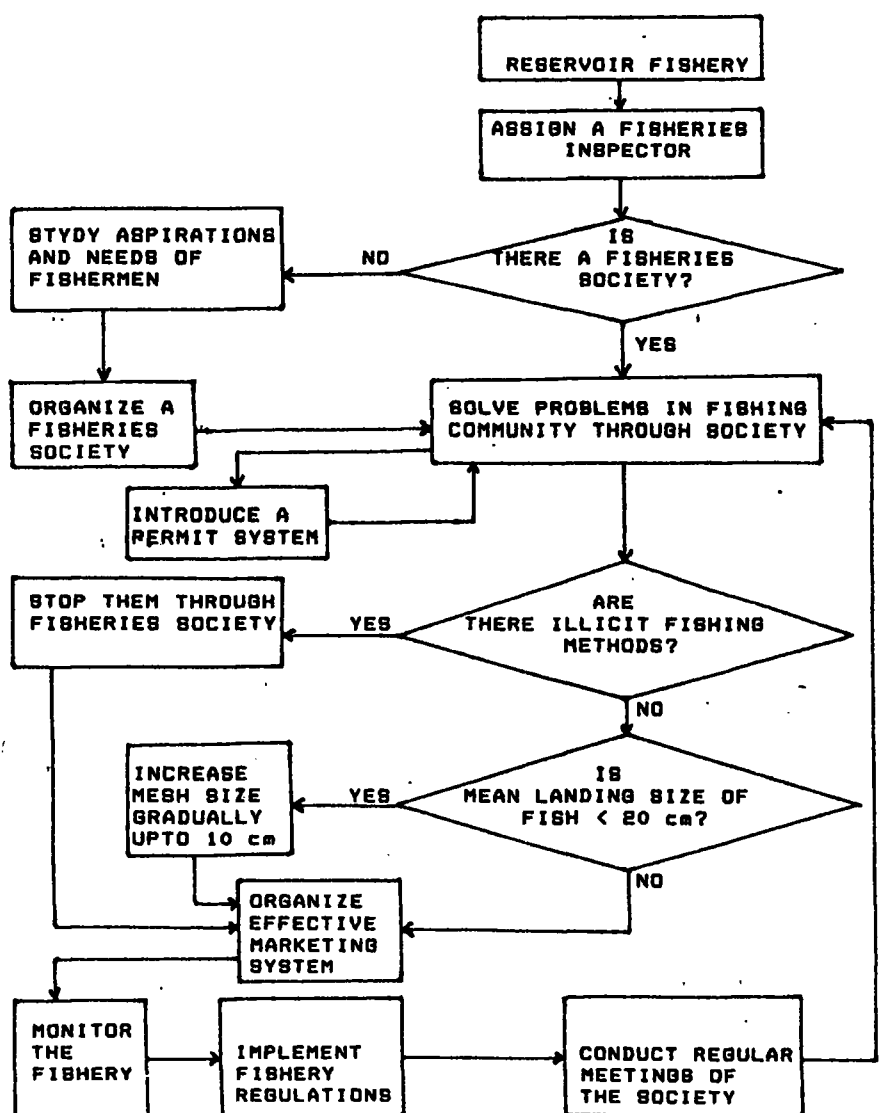 RESERVOIR FISHERY
ASSIGN A FISHERIES
INSPECTOR
IS
THERE A FISHERIES
SOCIETY?
NO
STYDY ASPIRATIONS
AND NEEDS OF
FISHERMEN
YES
ORGANIZE A
FISHERIES
SOCIETY
SOLVE PROBLEMS IN FISHING
COMMUNITY THROUGH SOCIETY
INTRODUCE A
PERMIT SYSTEM
ARE
THERE ILLICIT FISHING
METHODS?
YES
STOP THEM THROUGH
FISHERIES SOCIETY
NO
IS
MEAN LANDING SIZE OF
FISH < 20 cm?
YES
INCREASE
MESH SIZE
GRADUALLY
UPTO 10 cm
NO
ORGANIZE
EFFECTIVE
MARKETING
SYSTEM
MONITOR
THE
FISHERY
IMPLEMENT
FISHERY
REGULATIONS
CONDUCT REGULAR
MEETINGS OF
THE SOCIETY